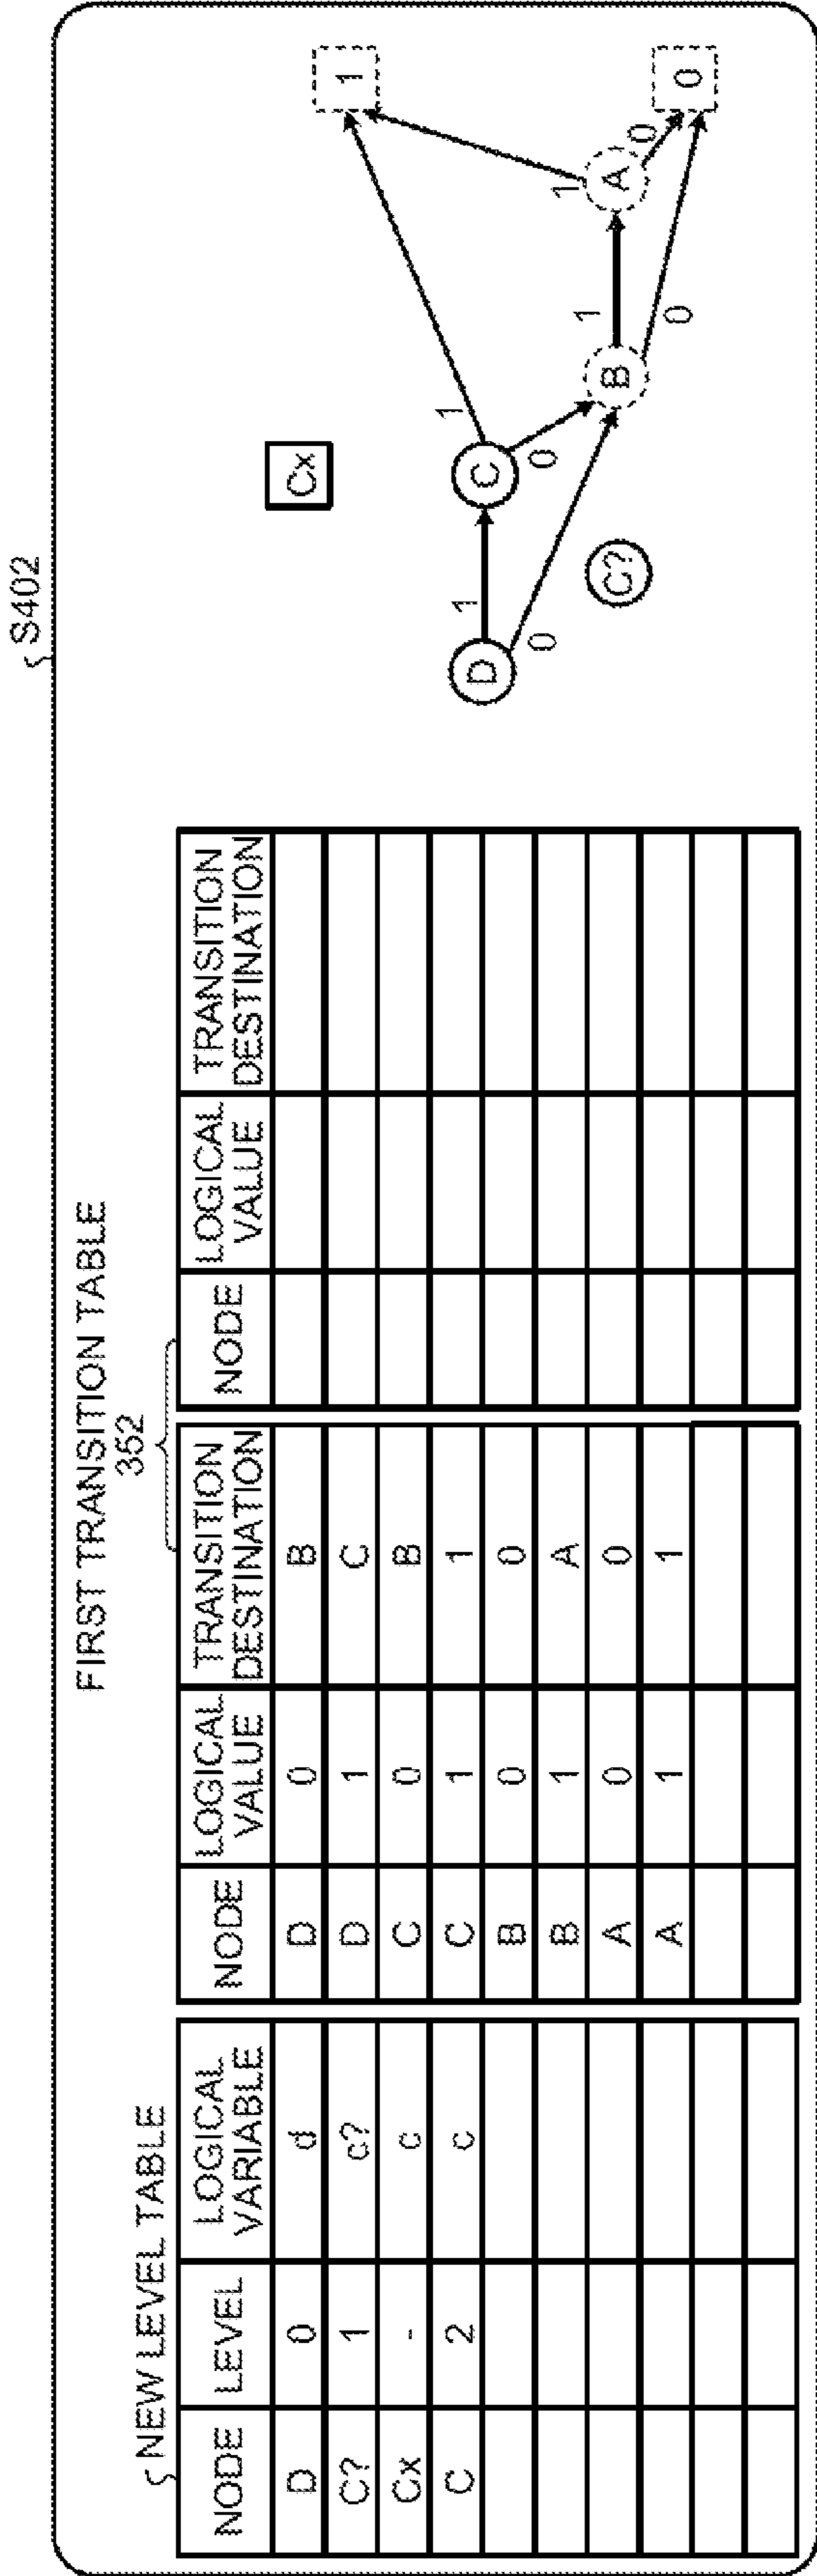 S402
FIRST TRANSITION TABLE
352
NEW LEVEL TABLE
NODE LEVEL LOGICAL VARIABLE
D 0 d
C? 1 c?
Cx - c
C 2 c
NODE LOGICAL VALUE TRANSITION DESTINATION
D 0 B
D 1 C
C 0 B
C 1 1
B 0 0
B 1 A
A 0 0
A 1 1
NODE LOGICAL VALUE TRANSITION DESTINATION
Cx
1
1
1
D
1
C
0
0
C?
B
1
0
A
0
0